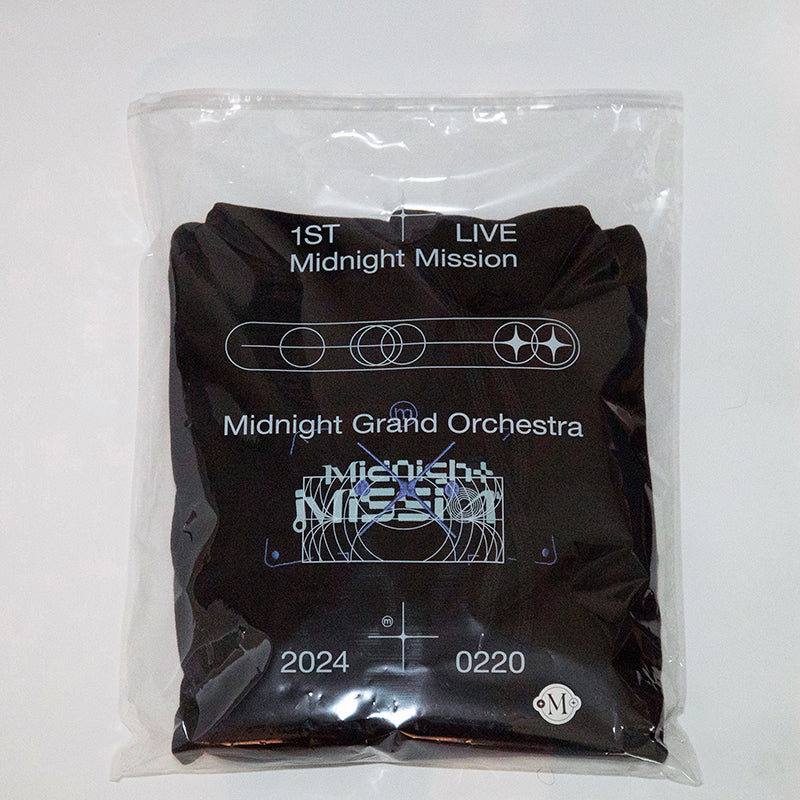 1ST LIVE
Midnight Mission
m
Midnight Grand Orchestra
Midnight
Mission
m
2024 0220
M